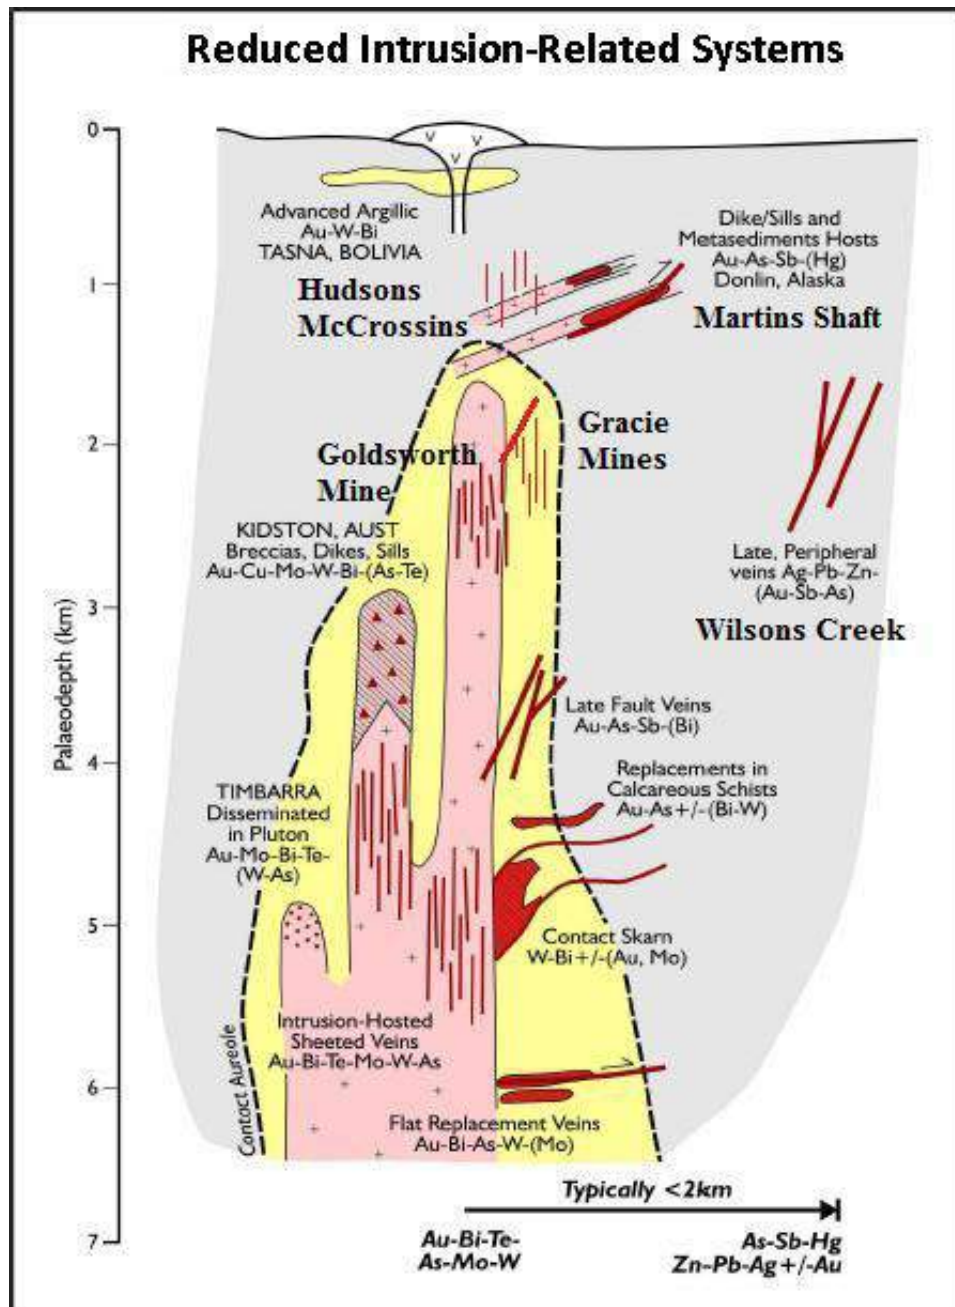 Reduced Intrusion-Related Systems
0
Advanced Argillic
Au-W-Bi
TASNA, BOLIVIA
Dike/Sills and
Metasediments Hosts
Au-As-Sb-(Hg)
Donlin, Alaska
1
Hudsons
McCrossins
Martins Shaft
2
Goldsworth
Mine
Gracie
Mines
KIDSTON, AUST
Breccias, Dikes, Sills
Au-Cu-Mo-W-Bi-(As-Te)
Late, Peripheral
veins Ag-Pb-Zn-
(Au-Sb-As)
Wilsons Creek
3
Palaeodepth (km)
Late Fault Veins
Au-As-Sb-(Bi)
4
Replacements in
Calcareous Schists
Au-As+/-(Bi-W)
TIMBARRA
Disseminated
in Pluton
Au-Mo-Bi-Te-
(W-As)
5
Contact Skarn
W-Bi+/-(Au, Mo)
Intrusion-Hosted
Sheeted Veins
Au-Bi-Te-Mo-W-As
Contact Aureole
6
Flat Replacement Veins
Au-Bi-As-W-(Mo)
Typically <2km
7
Au-Bi-Te-
As-Mo-W
As-Sb-Hg
Zn-Pb-Ag+/-Au